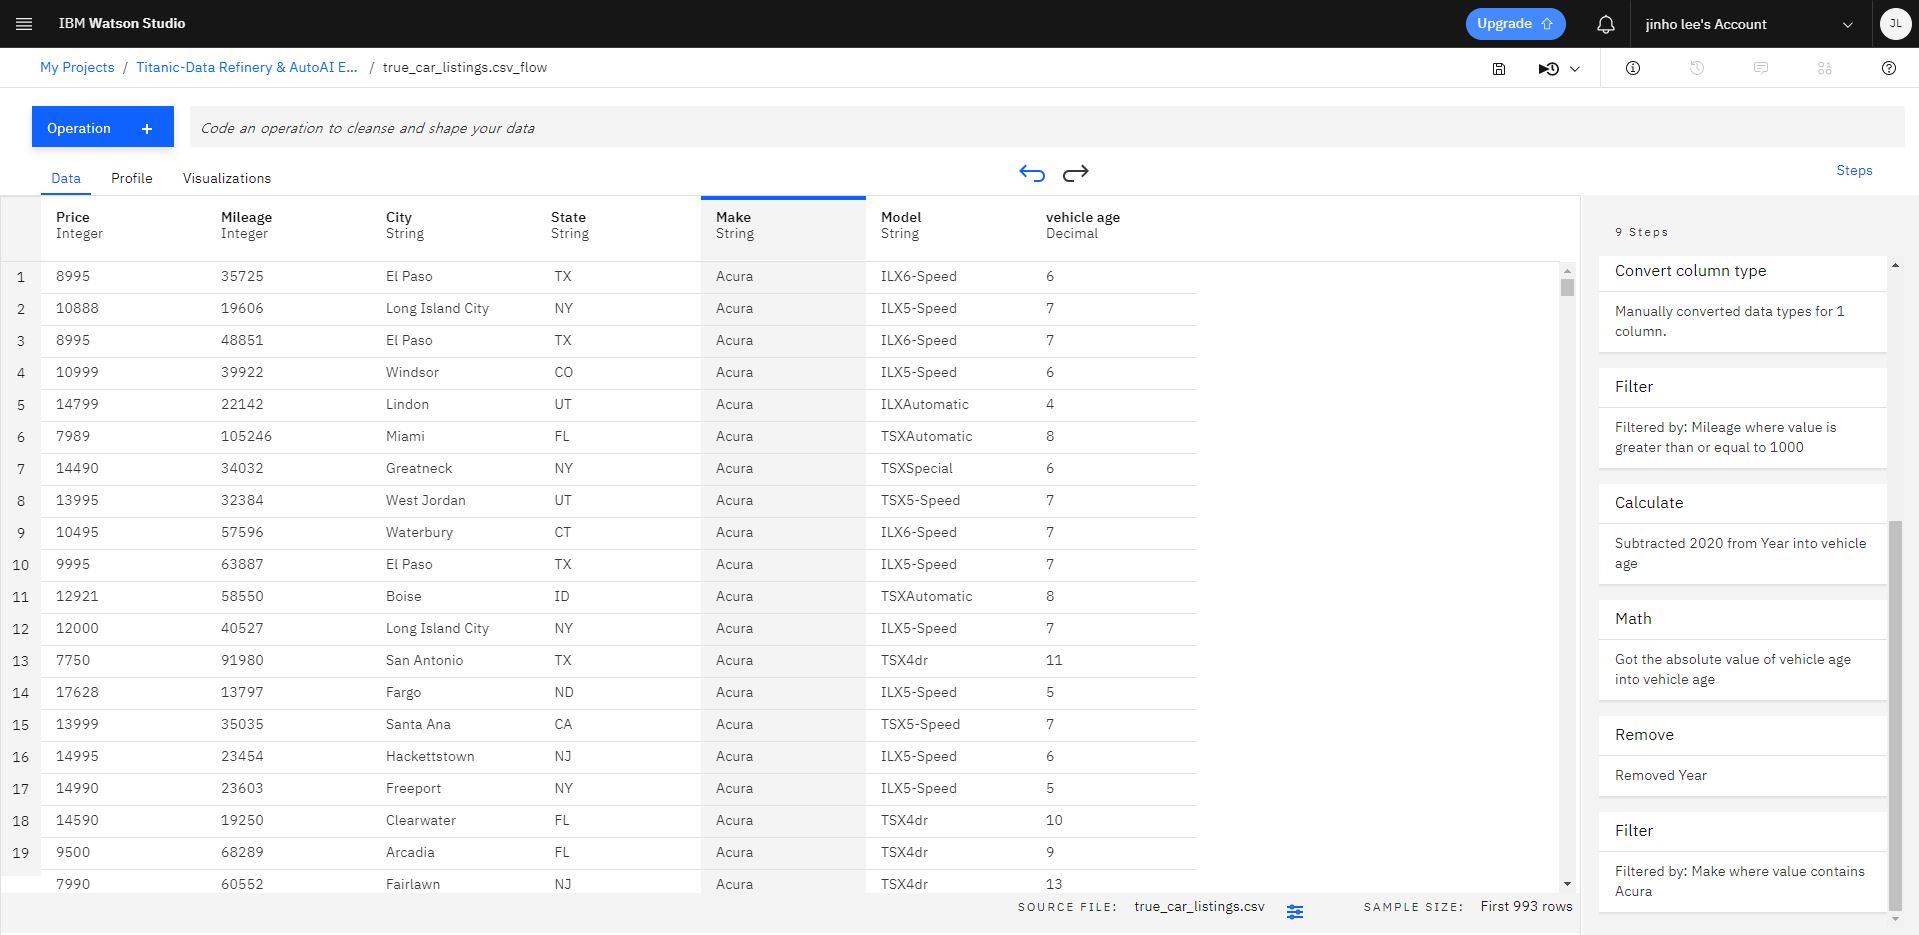 IBM Watson Studio
Upgrade
jinho lee's Account
JL
My Projects / Titanic-Data Refinery & AutoAI E... / true_car_listings.csv_flow
Operation +
Code an operation to cleanse and shape your data
Data Profile Visualizations
Steps
Price Mileage City State Make Model vehicle age
Integer Integer String String String String Decimal
1 8995 35725 El Paso TX Acura ILX6-Speed 6
2 10888 19606 Long Island City NY Acura ILX5-Speed 7
3 8995 48851 El Paso TX Acura ILX6-Speed 7
4 10999 39922 Windsor CO Acura ILX5-Speed 6
5 14799 22142 Lindon UT Acura ILXAutomatic 4
6 7989 105246 Miami FL Acura TSXAutomatic 8
7 14490 34032 Greatneck NY Acura TSXSpecial 6
8 13995 32384 West Jordan UT Acura TSX5-Speed 7
9 10495 57596 Waterbury CT Acura ILX6-Speed 7
10 9995 63887 El Paso TX Acura ILX5-Speed 7
11 12921 58550 Boise ID Acura TSXAutomatic 8
12 12000 40527 Long Island City NY Acura ILX5-Speed 7
13 7750 91980 San Antonio TX Acura TSX4dr 11
14 17628 13797 Fargo ND Acura ILX5-Speed 5
15 13999 35035 Santa Ana CA Acura TSX5-Speed 7
16 14995 23454 Hackettstown NJ Acura ILX5-Speed 6
17 14990 23603 Freeport NY Acura ILX5-Speed 5
18 14590 19250 Clearwater FL Acura TSX4dr 10
19 9500 68289 Arcadia FL Acura TSX4dr 9
7990 60552 Fairlawn NJ Acura TSX4dr 13
SOURCE FILE: true_car_listings.csv SAMPLE SIZE: First 993 rows
9 Steps
Convert column type
Manually converted data types for 1
column.
Filter
Filtered by: Mileage where value is
greater than or equal to 1000
Calculate
Subtracted 2020 from Year into vehicle
age
Math
Got the absolute value of vehicle age
into vehicle age
Remove
Removed Year
Filter
Filtered by: Make where value contains
Acura